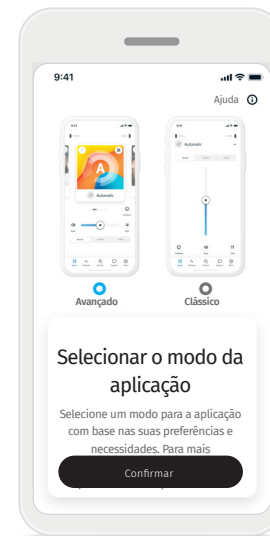 9:41
Ajuda
A
Automatic
Automatic
Avançado
Clássico
Selecionar o modo da
aplicação
Selecione um modo para a aplicação
com base nas suas preferências e
necessidades. Para mais
Confirmar